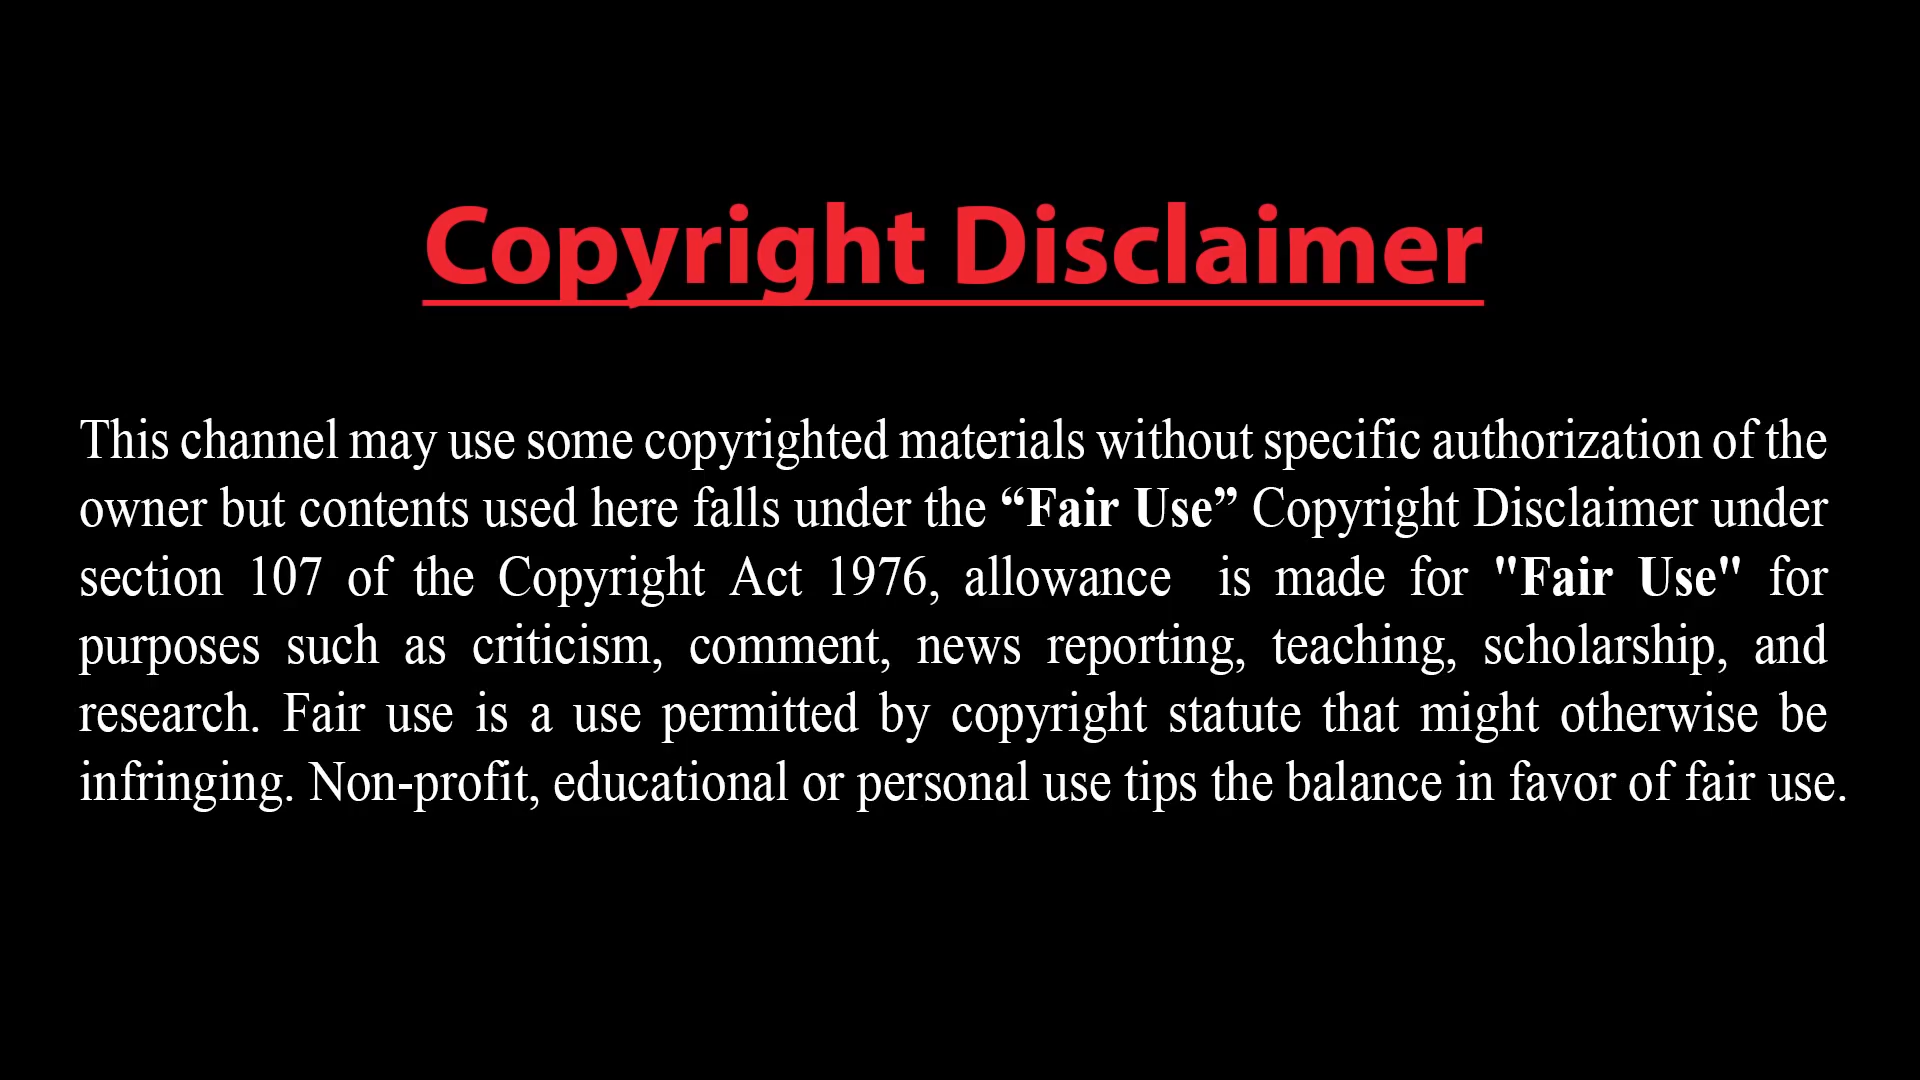 Copyright Disclaimer
This channel may use some copyrighted materials without specific authorization of the
owner but contents used here falls under the “Fair Use” Copyright Disclaimer under
section 107 of the Copyright Act 1976, allowance is made for "Fair Use" for
purposes such as criticism, comment, news reporting, teaching, scholarship, and
research. Fair use is a use permitted by copyright statute that might otherwise be
infringing. Non-profit, educational or personal use tips the balance in favor of fair use.